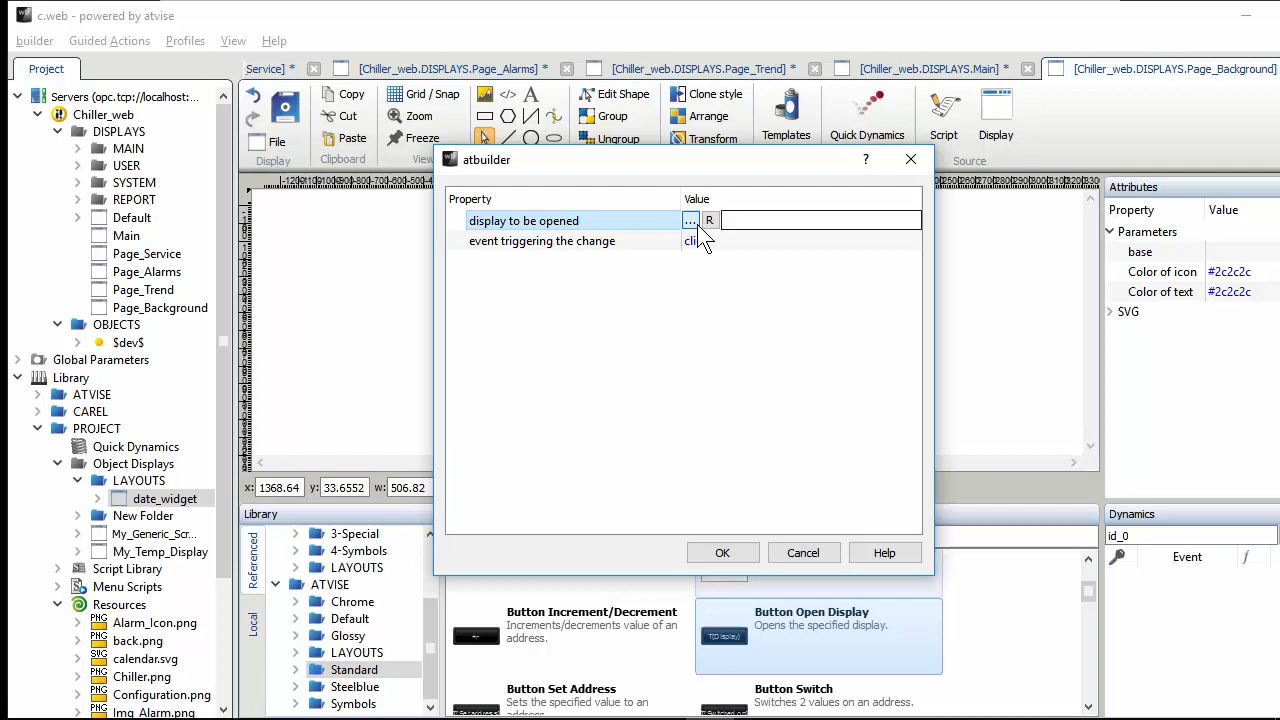 c.web - powered by atvise
builder Guided Actions Profiles View Help
Project
Service] * [Chiller_web.DISPLAYS.Page_Alarms] * [Chiller_web.DISPLAYS.Page_Trend] * [Chiller_web.DISPLAYS.Main] * [Chiller_web.DISPLAYS.Page_Background]
Servers (opc.tcp://localhost:...
Chiller_web
DISPLAYS
MAIN
USER
SYSTEM
REPORT
Default
Main
Page_Service
Page_Alarms
Page_Trend
Page_Background
OBJECTS
$dev$
Global Parameters
Library
ATVISE
CAREL
PROJECT
Quick Dynamics
Object Displays
LAYOUTS
date_widget
New Folder
My_Generic_Scr...
My_Temp_Display
Script Library
Menu Scripts
Resources
Alarm_Icon.png
back.png
calendar.svg
Chiller.png
Configuration.png
Img_Alarm.png
File
Display
Copy
Cut
Paste
Clipboard
Grid / Snap
Zoom
Freeze
Edit Shape
Group
Ungroup
Clone style
Arrange
Transform
Templates
Quick Dynamics
Script
Display
Source
atbuilder
Property Value
display to be opened ... R
event triggering the change
OK Cancel Help
x: 1368.64 y: 33.6552 w: 506.82
Library
Referenced
Local
3-Special
4-Symbols
LAYOUTS
ATVISE
Chrome
Default
Glossy
LAYOUTS
Standard
Steelblue
Symbols
Button Increment/Decrement
Increments/decrements value of an
address.
Button Open Display
Opens the specified display.
Button Set Address
Sets the specified value to an
Button Switch
Switches 2 values on an address.
Attributes
Property Value
Parameters
base
Color of icon #2c2c2c
Color of text #2c2c2c
SVG
Dynamics
id_0
Event